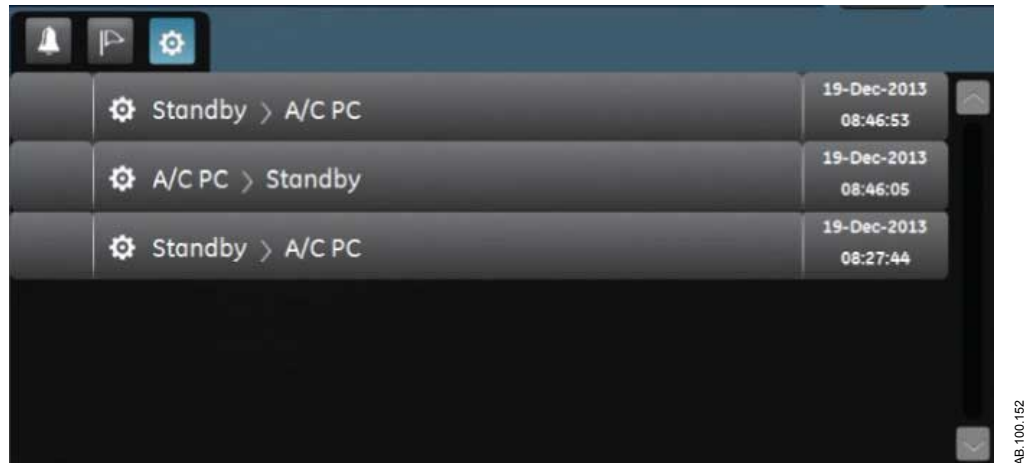 Standby > A/C PC
19-Dec-2013
08:46:53
A/C PC > Standby
19-Dec-2013
08:46:05
Standby > A/C PC
19-Dec-2013
08:27:44
AB.100.152